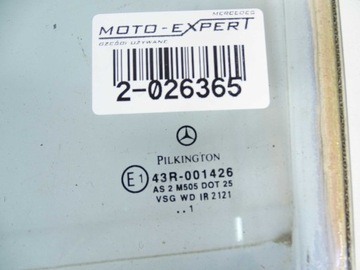 MERCEDES
MOTO-EXPERT
CZĘŚCI UŻYWANE
2-026365
PILKINGTON
E1 43R-001426
AS 2 M505 DOT 25
VSG WD IR 2121
..1